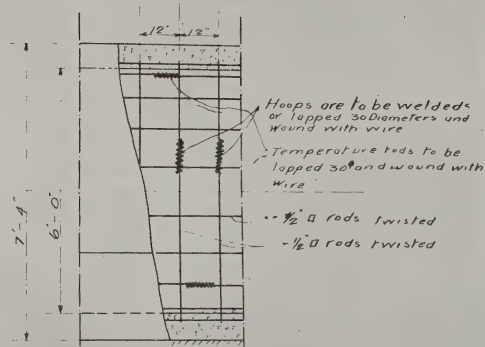 12" 12"
Hoops are to be welded
or lapped 30 Diameters and
wound with wire
Temperature rods to be
lapped 30⌀ and wound with
wire
½" □ rods twisted
½" □ rods twisted
7'-4"
6'-0"